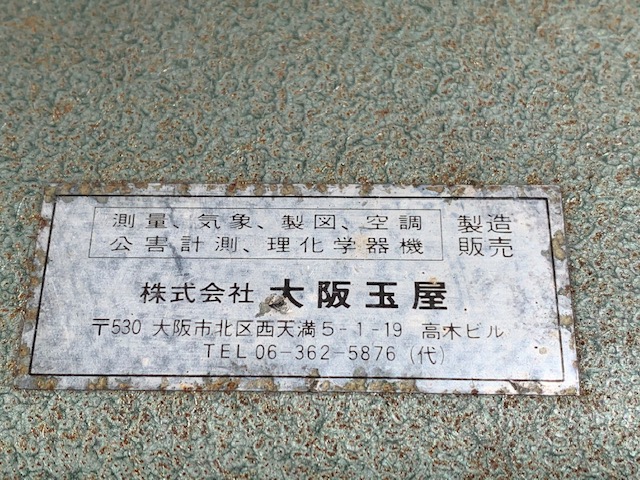 測量、気象、製図、空調 製造
公害計測、理化学器機 販売
株式会社 大阪玉屋
〒530 大阪市北区西天満5-1-19 高木ビル
TEL 06-362-5876 (代)